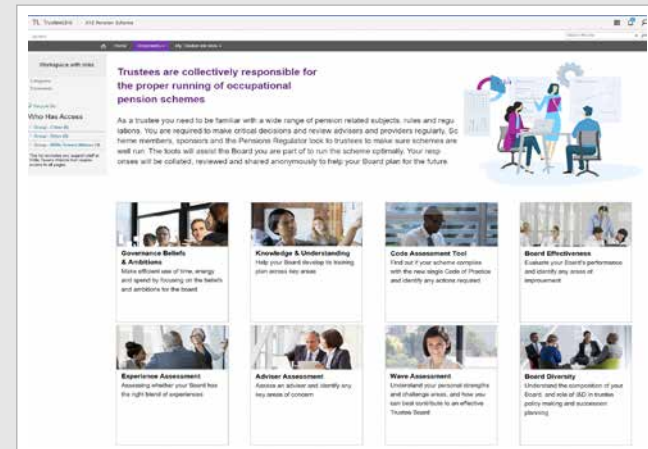 TL TrusteeLine XYZ Pension Scheme
Home
Workspace with links
Who Has Access
Trustees are collectively responsible for
the proper running of occupational
pension schemes
As a trustee you need to be familiar with a wide range of pension related subjects, rules and regu
lations. You are required to make critical decisions and review advisers and providers regularly. Sc
heme members, sponsors and the Pensions Regulator look to trustees to make sure schemes are
well run. The tools will assist the Board you are part of to run the scheme optimally. Your resp
onses will be collated, reviewed and shared anonymously to help your Board plan for the future
Governance Beliefs
& Ambitions
Make efficient use of time, energy
and spend by focusing on the beliefs
and ambitions for the board
Knowledge & Understanding
Help your Board develop its training
plan across key areas
Code Assessment Tool
Find out if your scheme complies
with the new single Code of Practice
and identify any actions required
Board Effectiveness
Evaluate your Board's performance
and identify any areas of
improvement
Experience Assessment
Assessing whether your Board has
the right blend of experiences
Adviser Assessment
Assess an adviser and identify any
key areas of concern
Wave Assessment
Understand your personal strengths
and challenge areas, and how you
can best contribute to an effective
Trustee Board
Board Diversity
Understand the composition of your
Board, and role of I&D in trustee
policy making and succession
planning